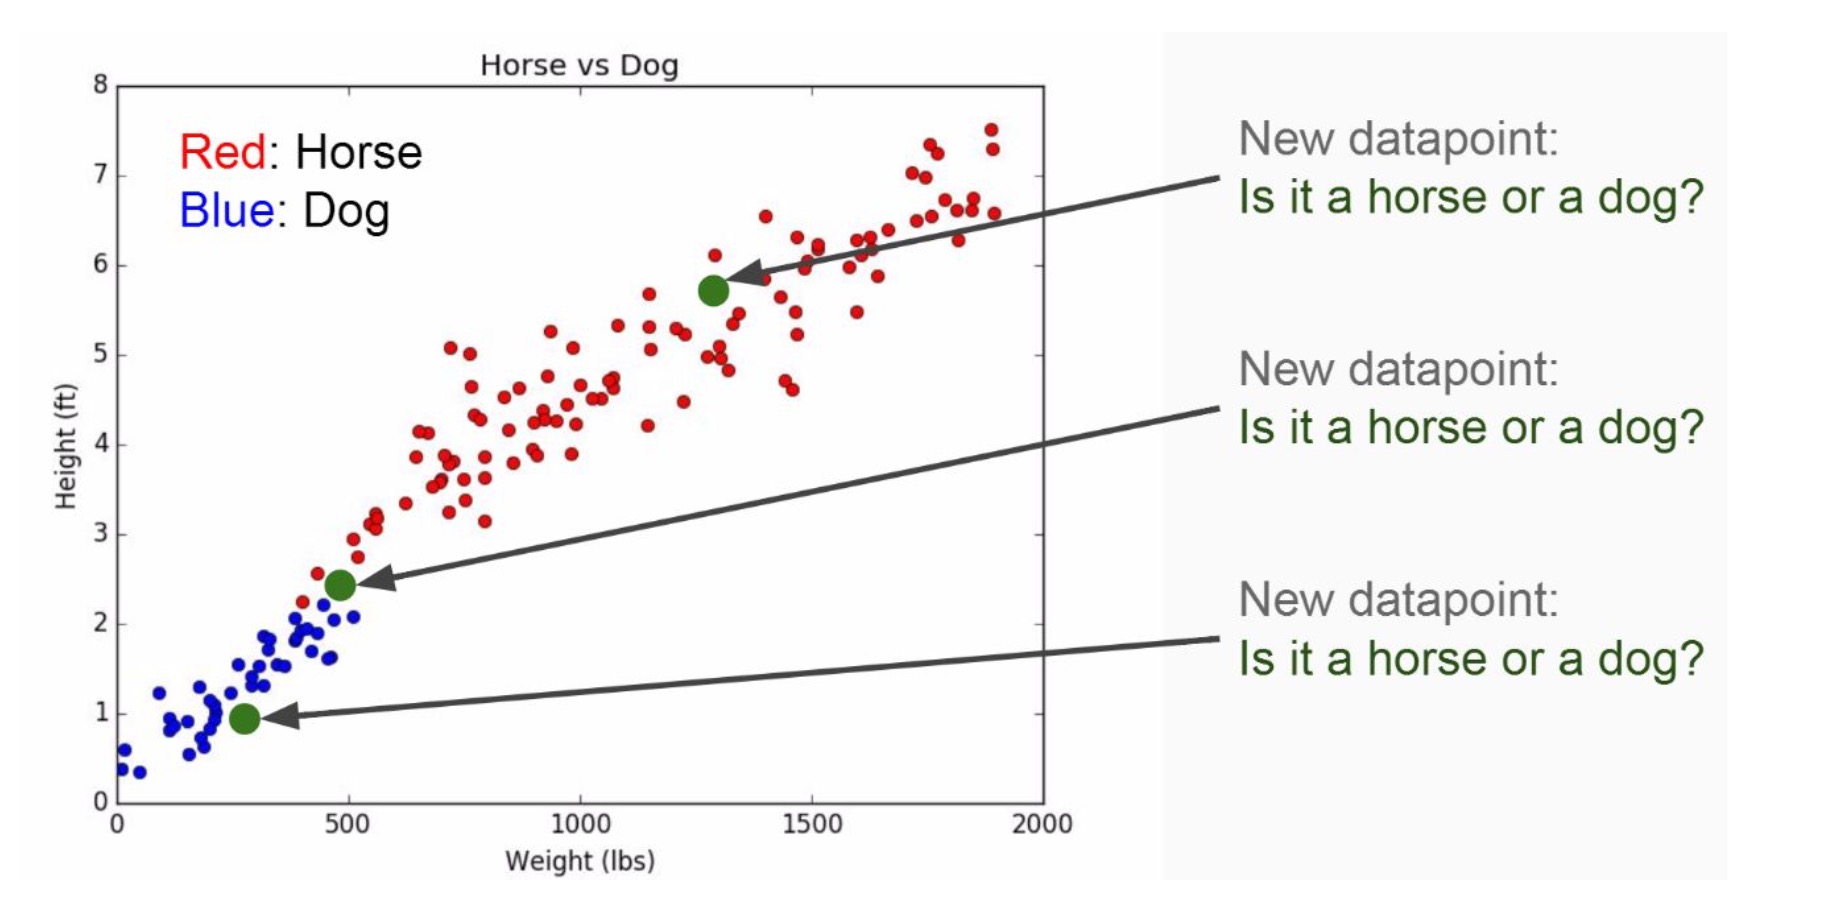 Horse vs Dog
Red: Horse
Blue: Dog
8
7
6
5
4
3
2
1
0
Height (ft)
0 500 1000 1500 2000
Weight (lbs)
New datapoint:
Is it a horse or a dog?
New datapoint:
Is it a horse or a dog?
New datapoint:
Is it a horse or a dog?